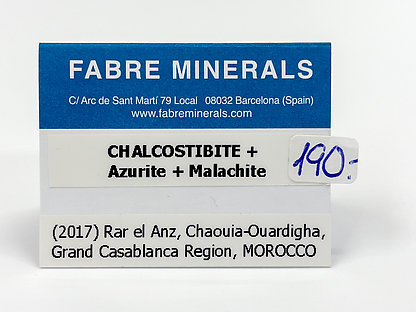 FABRE MINERALS
C/ Arc de Sant Martí 79 Local 08032 Barcelona (Spain)
www.fabreminerals.com
CHALCOSTIBITE +
Azurite + Malachite
190.-
(2017) Rar el Anz, Chaouia-Ouardigha,
Grand Casablanca Region, MOROCCO